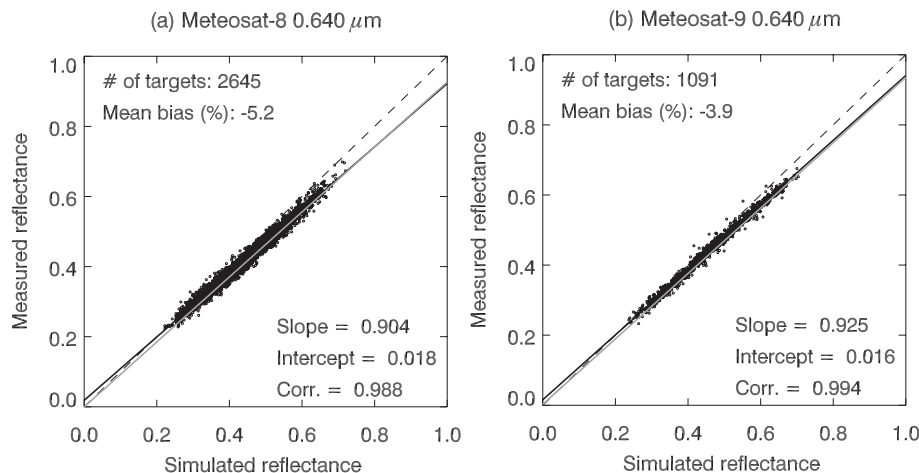 (a) Meteosat-8 0.640 μm
# of targets: 2645
Mean bias (%): -5.2
Slope = 0.904
Intercept = 0.018
Corr. = 0.988
1.0
0.8
0.6
0.4
0.2
0.0
Measured reflectance
0.0 0.2 0.4 0.6 0.8 1.0
Simulated reflectance
(b) Meteosat-9 0.640 μm
# of targets: 1091
Mean bias (%): -3.9
Slope = 0.925
Intercept = 0.016
Corr. = 0.994
1.0
0.8
0.6
0.4
0.2
0.0
Measured reflectance
0.0 0.2 0.4 0.6 0.8 1.0
Simulated reflectance